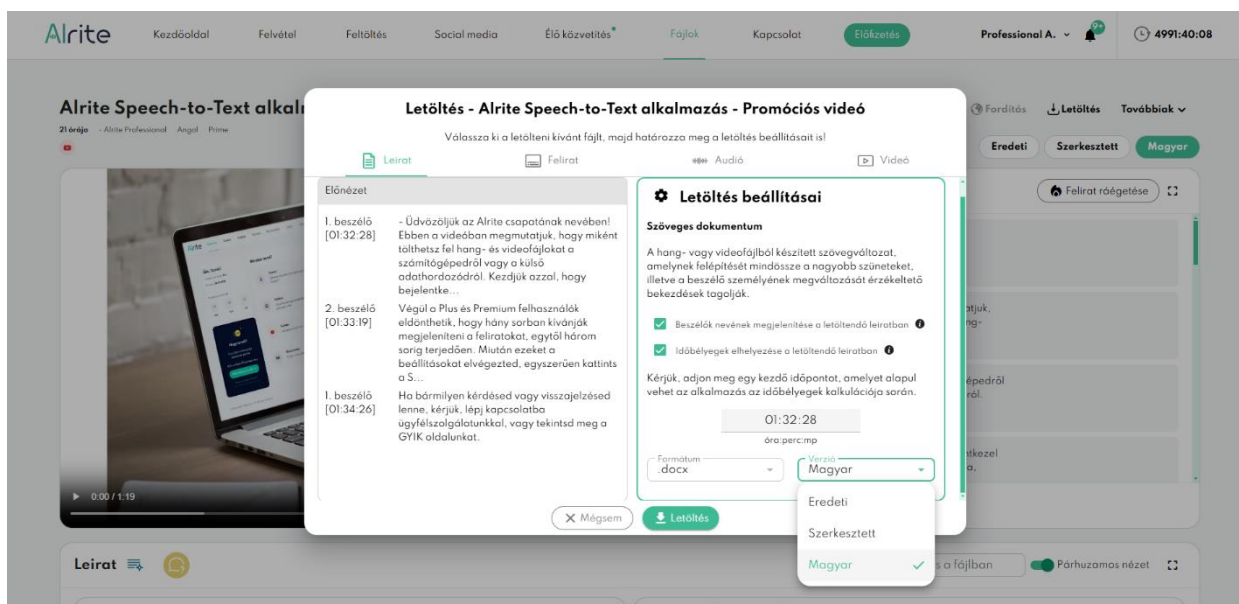 Alrite
Kezdőoldal
Felvétel
Feltöltés
Social media
Élő közvetítés
Fájlok
Kapcsolat
Előfizetés
Professional A.
9+
4991:40:08
Alrite Speech-to-Text alkal
21 órája - Alrite Professional Angol Prime
Fordítás
Letöltés
Továbbiak
Eredeti
Szerkesztett
Magyar
Felirat ráégetése
Letöltés - Alrite Speech-to-Text alkalmazás - Promóciós videó
Válassza ki a letölteni kívánt fájlt, majd határozza meg a letöltés beállításait is!
Leirat
Felirat
Audió
Videó
Előnézet
1. beszélő
[01:32:28]
- Üdvözöljük az Alrite csapatának nevében!
Ebben a videóban megmutatjuk, hogy miként
tölthetsz fel hang- és videofájlokat a
számítógépedről vagy a külső
adathordozódról. Kezdjük azzal, hogy
bejelentke...
2. beszélő
[01:33:19]
Végül a Plus és Premium felhasználók
eldönthetik, hogy hány sorban kívánják
megjeleníteni a feliratokat, egytől három
sorig terjedően. Miután ezeket a
beállításokat elvégezted, egyszerűen kattints
a S...
1. beszélő
[01:34:26]
Ha bármilyen kérdésed vagy visszajelzésed
lenne, kérjük, lépj kapcsolatba
ügyfélszolgálatunkkal, vagy tekintsd meg a
GYIK oldalunkat.
Letöltés beállításai
Szöveges dokumentum
A hang- vagy videofájlból készített szövegváltozat,
amelynek felépítését mindössze a nagyobb szüneteket,
illetve a beszélő személyének megváltozását érzékeltető
bekezdések tagolják.
Beszélők nevének megjelenítése a letöltendő leiratban
Időbélyegek elhelyezése a letöltendő leiratban
Kérjük, adjon meg egy kezdő időpontot, amelyet alapul
vehet az alkalmazás az időbélyegek kalkulációja során.
01:32:28
óra:perc:mp
Formátum
.docx
Verzió
Magyar
Eredeti
Szerkesztett
Magyar
Mégsem
Letöltés
atjuk,
ng-
épedről
ról.
ntkezel
a,
0:00 / 1:19
Leirat
s a fájlban
Párhuzamos nézet